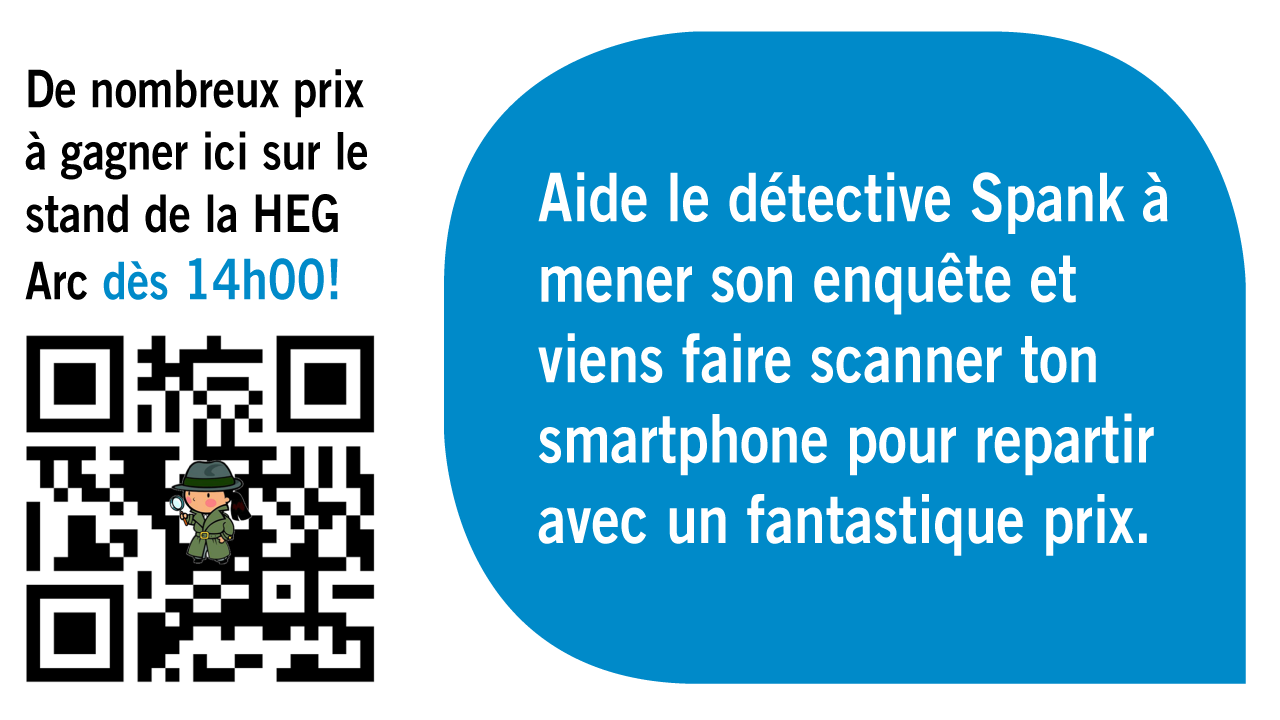 De nombreux prix
à gagner ici sur le
stand de la HEG
Arc dès 14h00!
Aide le détective Spank à
mener son enquête et
viens faire scanner ton
smartphone pour repartir
avec un fantastique prix.